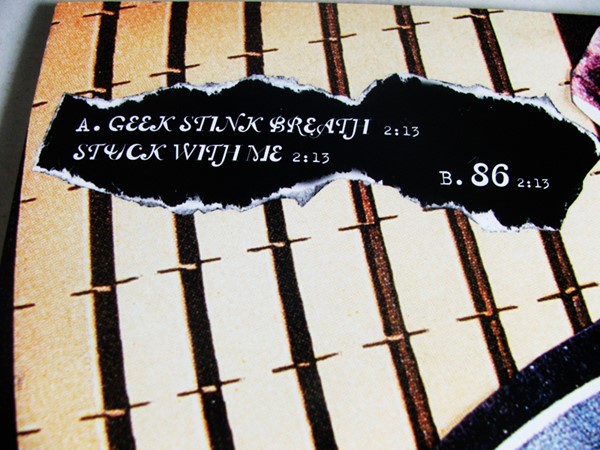 A. GEEK STINK BREATH 2:13
STUCK WITH ME 2:13
B. 86 2:13